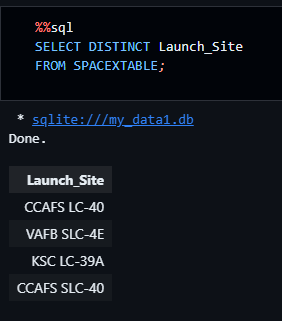 %%sql
SELECT DISTINCT Launch_Site
FROM SPACEXTABLE;
* sqlite:///my_data1.db
Done.
Launch_Site
CCAFS LC-40
VAFB SLC-4E
KSC LC-39A
CCAFS SLC-40